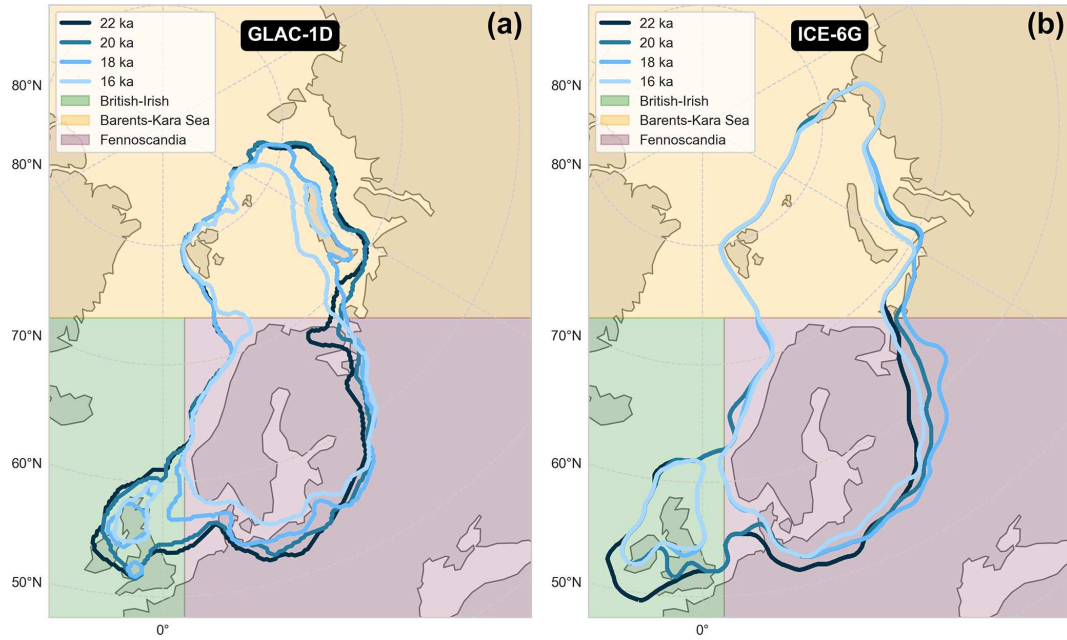 22 ka
20 ka
18 ka
16 ka
British-Irish
Barents-Kara Sea
Fennoscandia
GLAC-1D
(a)
80°N
80°N
70°N
60°N
50°N
0°
22 ka
20 ka
18 ka
16 ka
British-Irish
Barents-Kara Sea
Fennoscandia
ICE-6G
(b)
80°N
80°N
70°N
60°N
50°N
0°